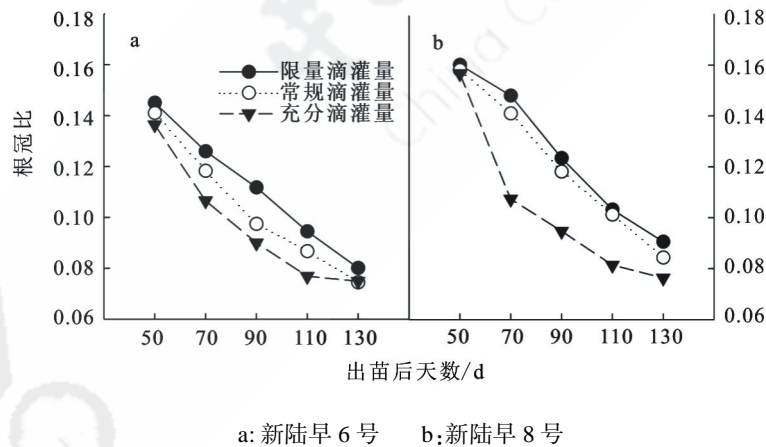 0.18
0.16
0.14
0.12
0.10
0.08
0.06
根冠比
a
限量滴灌量
常规滴灌量
充分滴灌量
b
0.18
0.16
0.14
0.12
0.10
0.08
0.06
50 70 90 110 130 50 70 90 110 130
出苗后天数/d
a: 新陆早 6 号 b:新陆早 8 号